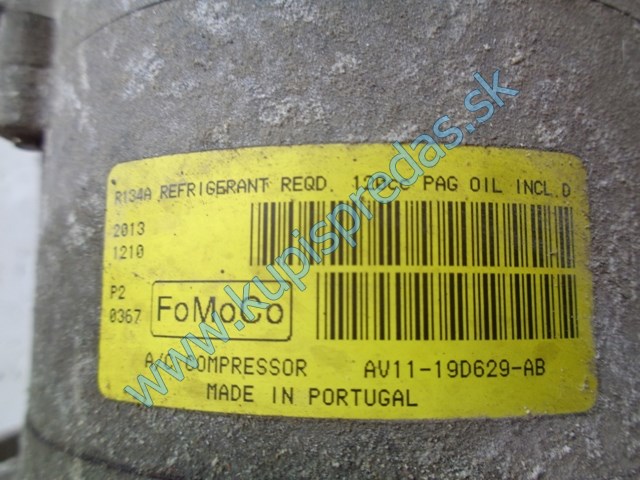 R134A REFRIGERANT REQD. 120cc PAG OIL INCL.D
2013
1210
P2
0367
FoMoCo
A/C COMPRESSOR AV11-19D629-AB
MADE IN PORTUGAL
www.kupispredas.sk